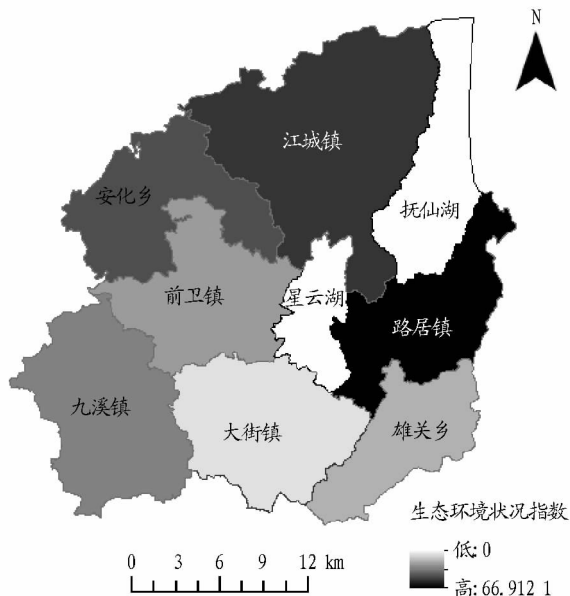 N
江城镇
安化乡
抚仙湖
前卫镇
星云湖
路居镇
九溪镇
大街镇
雄关乡
生态环境状况指数
低:0
高:66.912 1
0 3 6 9 12 km